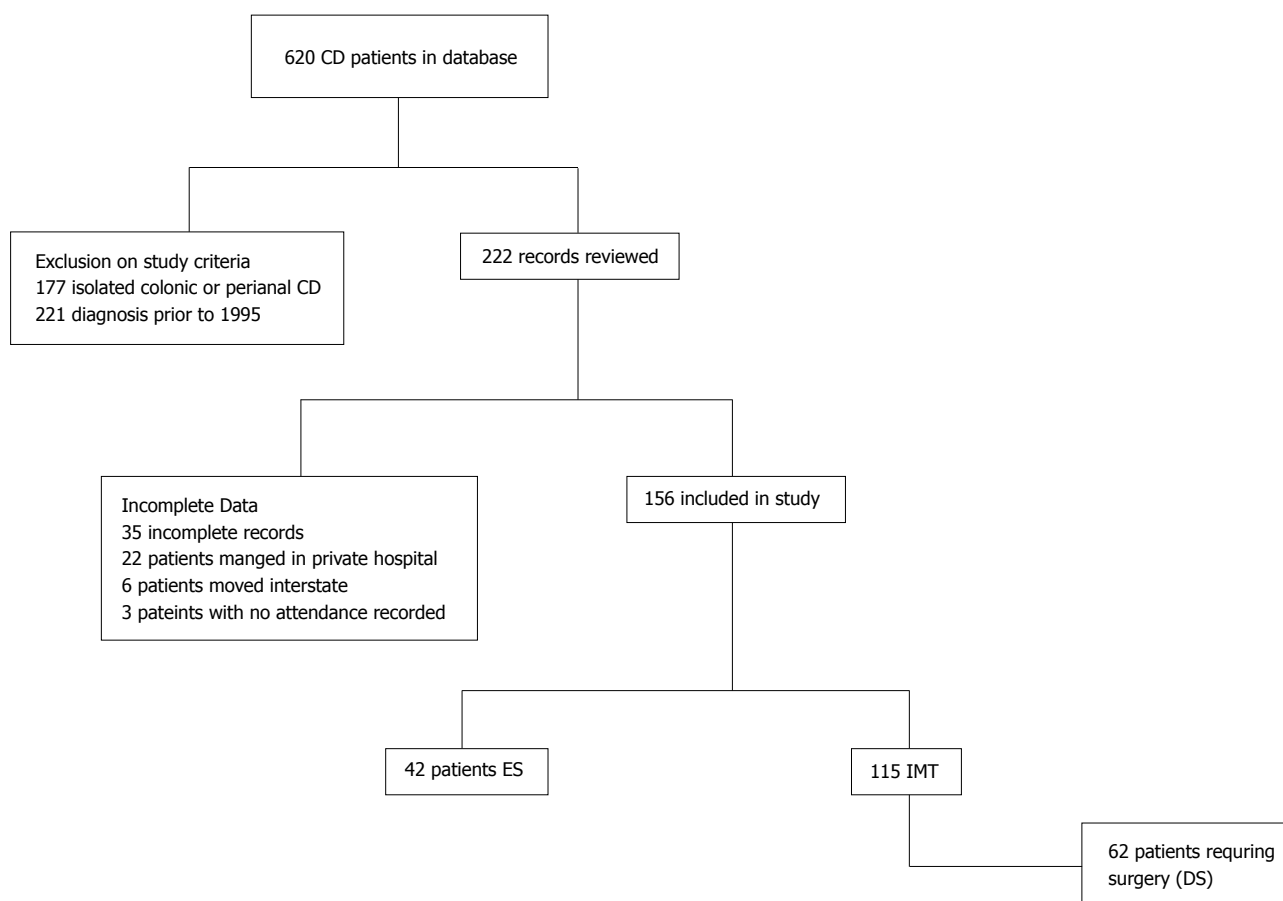 620 CD patients in database
Exclusion on study criteria
177 isolated colonic or perianal CD
221 diagnosis prior to 1995
222 records reviewed
Incomplete Data
35 incomplete records
22 patients manged in private hospital
6 patients moved interstate
3 pateints with no attendance recorded
156 included in study
42 patients ES
115 IMT
62 patients requring
surgery (DS)